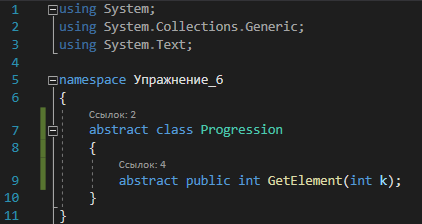 1 using System;
2 using System.Collections.Generic;
3 using System.Text;
4
5 namespace Упражнение_6
6 {
Ссылок: 2
7 abstract class Progression
8 {
Ссылок: 4
9 abstract public int GetElement(int k);
10 }
11 }